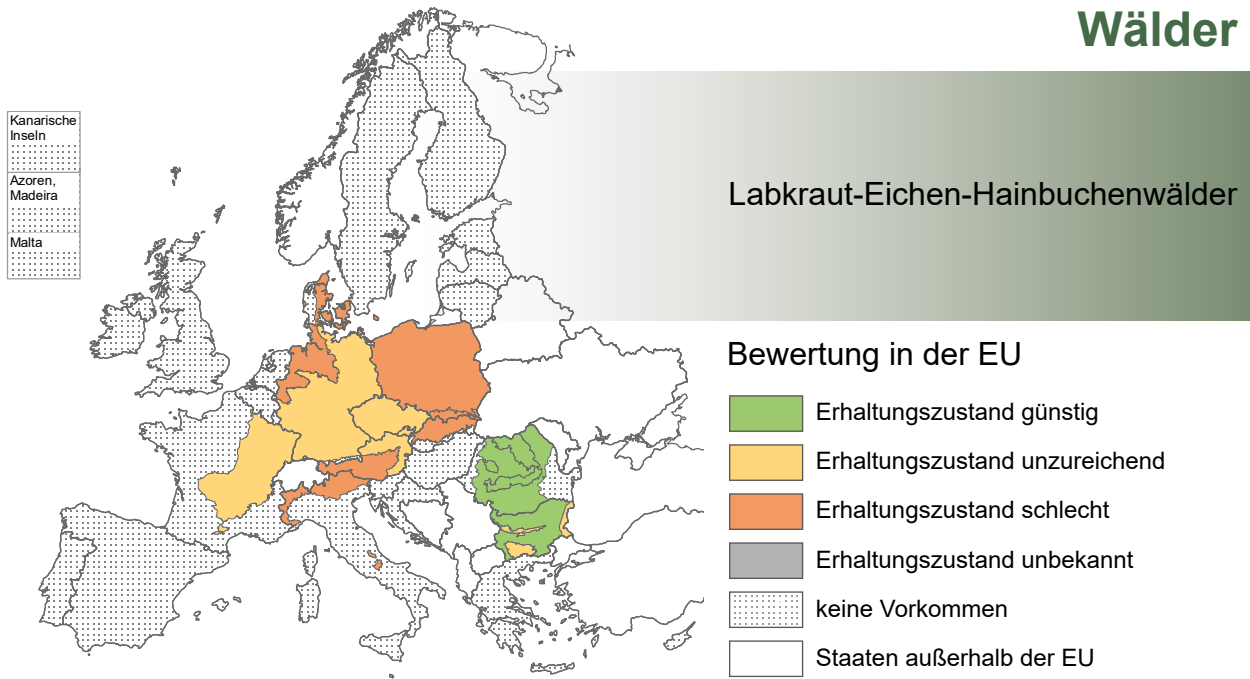 Wälder
Kanarische
Inseln
Azoren,
Madeira
Malta
Labkraut-Eichen-Hainbuchenwälder
Bewertung in der EU
Erhaltungszustand günstig
Erhaltungszustand unzureichend
Erhaltungszustand schlecht
Erhaltungszustand unbekannt
keine Vorkommen
Staaten außerhalb der EU